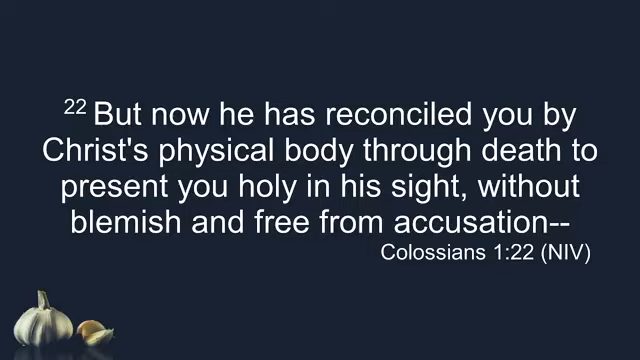 22 But now he has reconciled you by
Christ's physical body through death to
present you holy in his sight, without
blemish and free from accusation--
Colossians 1:22 (NIV)